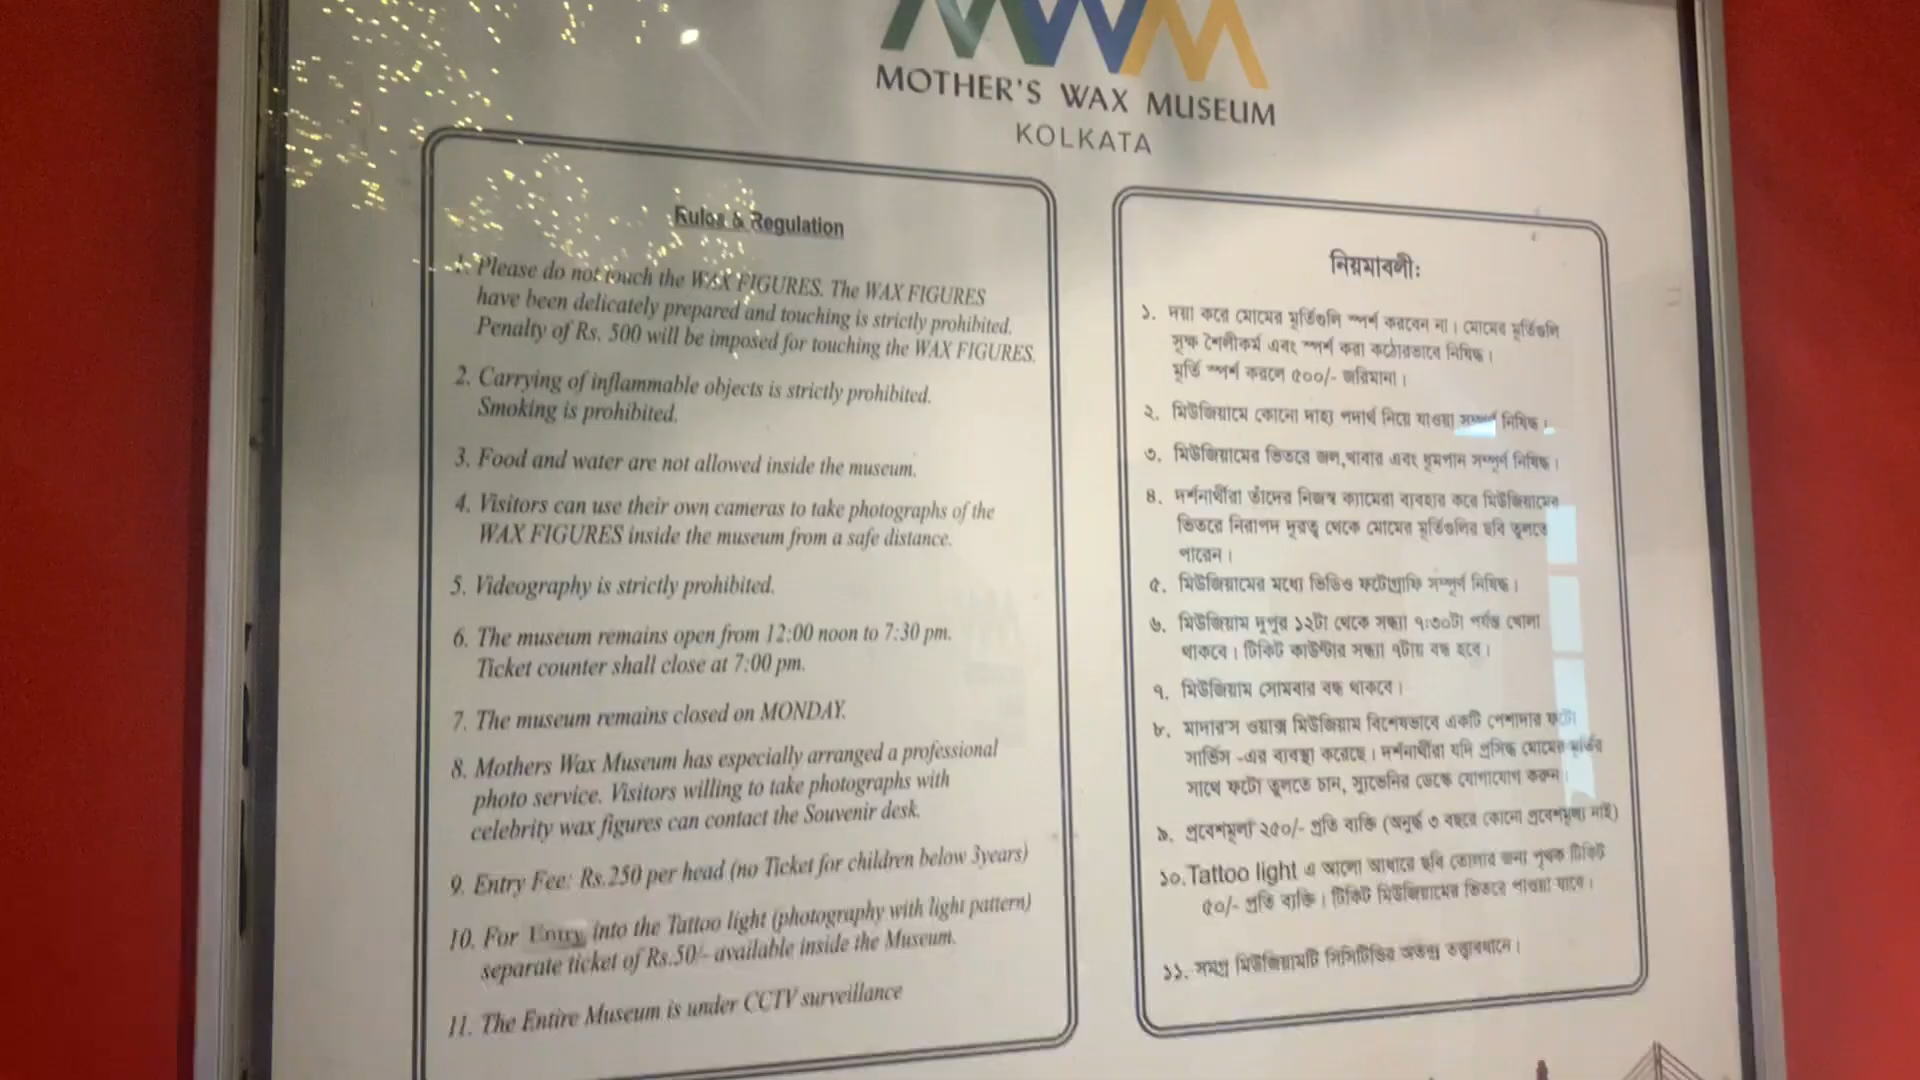 MWM
MOTHER'S WAX MUSEUM
KOLKATA
Rules & Regulation
1. Please do not touch the WAX FIGURES. The WAX FIGURES
have been delicately prepared and touching is strictly prohibited.
Penalty of Rs. 500 will be imposed for touching the WAX FIGURES.
2. Carrying of inflammable objects is strictly prohibited.
Smoking is prohibited.
3. Food and water are not allowed inside the museum.
4. Visitors can use their own cameras to take photographs of the
WAX FIGURES inside the museum from a safe distance.
5. Videography is strictly prohibited.
6. The museum remains open from 12:00 noon to 7:30 pm.
Ticket counter shall close at 7:00 pm.
7. The museum remains closed on MONDAY.
8. Mothers Wax Museum has especially arranged a professional
photo service. Visitors willing to take photographs with
celebrity wax figures can contact the Souvenir desk.
9. Entry Fee: Rs.250 per head (no Ticket for children below 3years)
10. For Entry into the Tattoo light (photography with light pattern)
separate ticket of Rs.50/- available inside the Museum.
11. The Entire Museum is under CCTV surveillance
নিয়মাবলী:
১. দয়া করে মোমের মূর্তিগুলি স্পর্শ করবেন না। মোমের মূর্তিগুলি
সূক্ষ শৈলীকর্ম এবং স্পর্শ করা কঠোরভাবে নিষিদ্ধ।
মূর্তি স্পর্শ করলে ৫০০/- জরিমানা।
২. মিউজিয়ামে কোনো দাহ্য পদার্থ নিয়ে যাওয়া সম্পূর্ণ নিষিদ্ধ।
৩. মিউজিয়ামের ভিতরে জল,খাবার এবং ধূমপান সম্পূর্ণ নিষিদ্ধ।
৪. দর্শনার্থীরা তাঁদের নিজস্ব ক্যামেরা ব্যবহার করে মিউজিয়ামের
ভিতরে নিরাপদ দূরত্ব থেকে মোমের মূর্তিগুলির ছবি তুলতে
পারেন।
৫. মিউজিয়ামের মধ্যে ভিডিও ফটোগ্রাফি সম্পূর্ণ নিষিদ্ধ।
৬. মিউজিয়াম দুপুর ১২টা থেকে সন্ধ্যা ৭:৩০টা পর্যন্ত খোলা
থাকবে। টিকিট কাউন্টার সন্ধ্যা ৭টায় বন্ধ হবে।
৭. মিউজিয়াম সোমবার বন্ধ থাকবে।
৮. মাদার'স ওয়াক্স মিউজিয়াম বিশেষভাবে একটি পেশাদার ফটো
সার্ভিস -এর ব্যবস্থা করেছে। দর্শনার্থীরা যদি প্রসিদ্ধ মোমের মূর্তির
সাথে ফটো তুলতে চান, স্যুভেনির ডেস্কে যোগাযোগ করুন।
৯. প্রবেশমূল্য ২৫০/- প্রতি ব্যক্তি (অনুর্দ্ধ ৩ বছরে কোনো প্রবেশমূল্য নাই)
১০. Tattoo light এ আলো আধারে ছবি তোলার জন্য পৃথক টিকিট
৫০/- প্রতি ব্যক্তি। টিকিট মিউজিয়ামের ভিতরে পাওয়া যাবে।
১১. সমগ্র মিউজিয়ামটি সিসিটিভির অতন্দ্র তত্ত্বাবধানে।